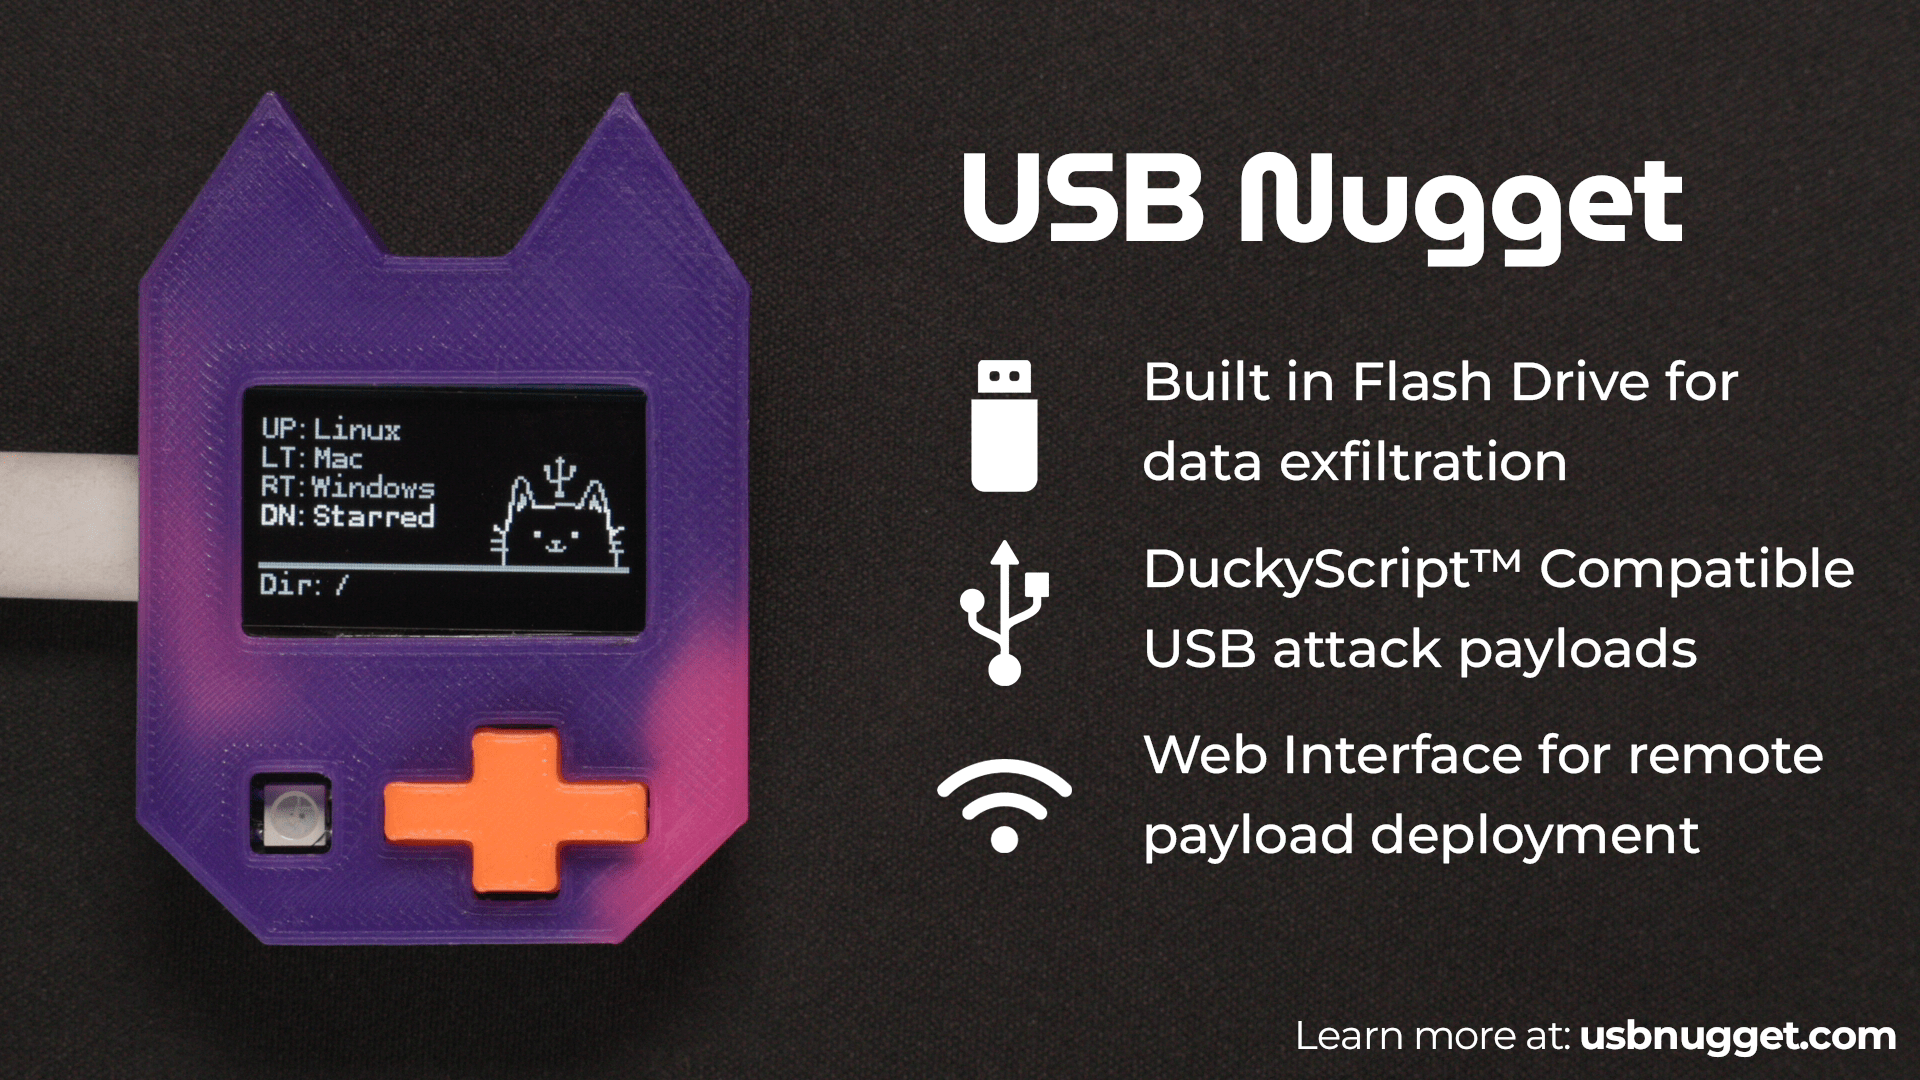 USB Nugget
UP: Linux
LT: Mac
RT: Windows
DN: Starred
Dir: /
Built in Flash Drive for
data exfiltration
DuckyScript™ Compatible
USB attack payloads
Web Interface for remote
payload deployment
Learn more at: usbnugget.com